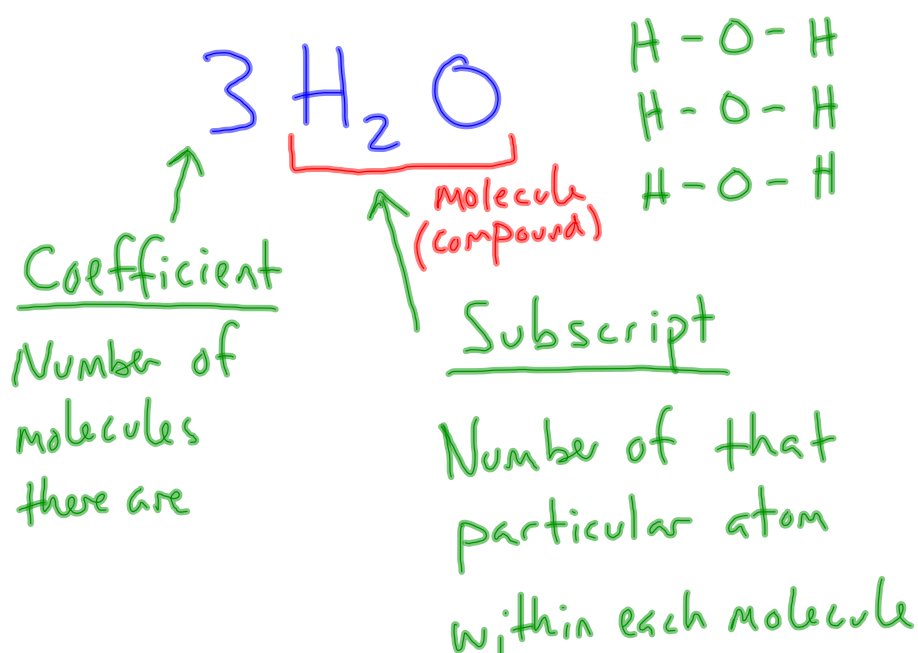 3 H₂O
H - O - H
H - O - H
H - O - H
molecule
(compound)
Coefficient
Number of
molecules
there are
Subscript
Number of that
particular atom
within each molecule